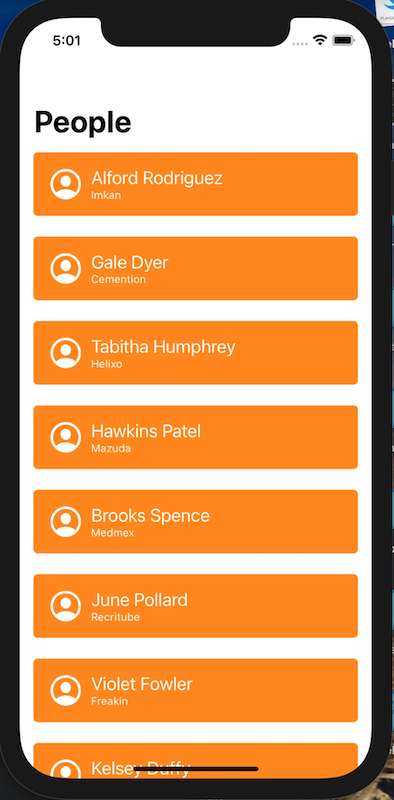 5:01
People
Alford Rodriguez
Imkan
Gale Dyer
Cemention
Tabitha Humphrey
Helixo
Hawkins Patel
Mazuda
Brooks Spence
Medmex
June Pollard
Recritube
Violet Fowler
Freakin
Kelsey Duffy